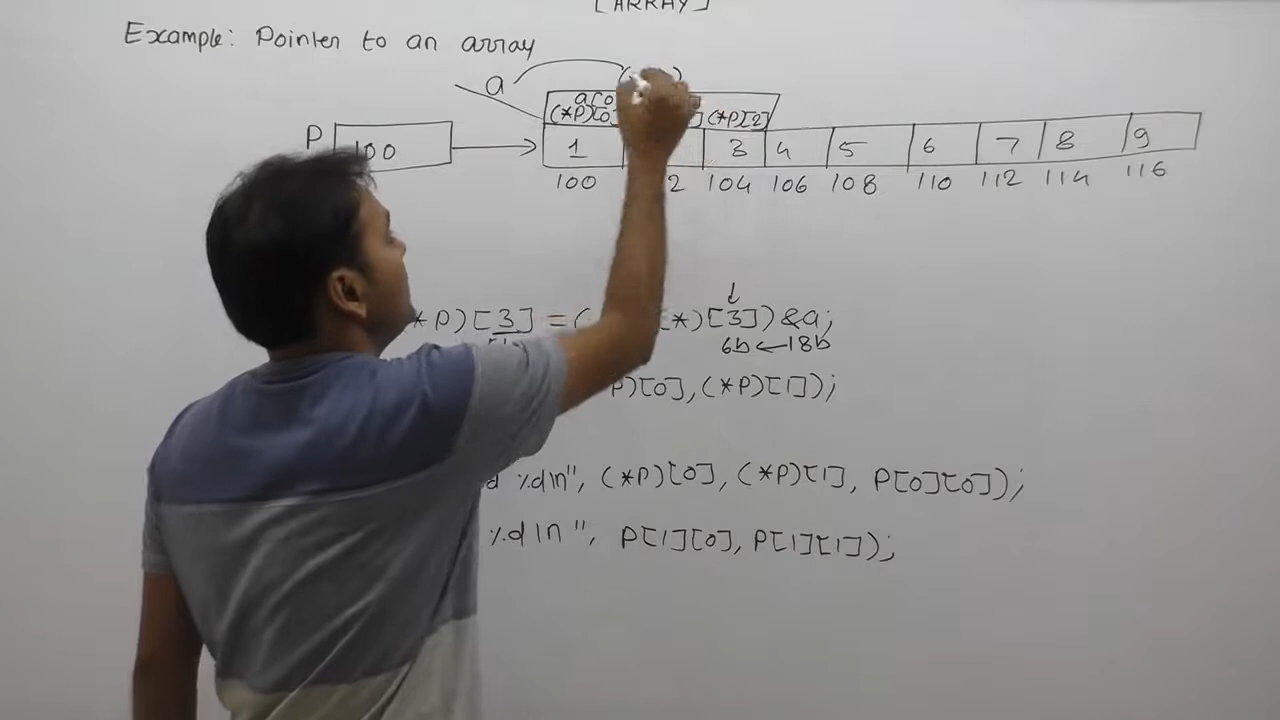 [ARRAY]
Example: Pointer to an array
a
a[0
(*P)[0 ] (*P[2]
P 100 1 3 4 5 6 7 8 9
100 2 104 106 108 110 112 114 116
*P)[3] = ( (*)[3])&a;
6b ← 18b
P)[0],(*P)[1]);
d %d\n", (*P)[0], (*P)[1], P[0][0]);
%d\n", P[1][0], P[1][1]);